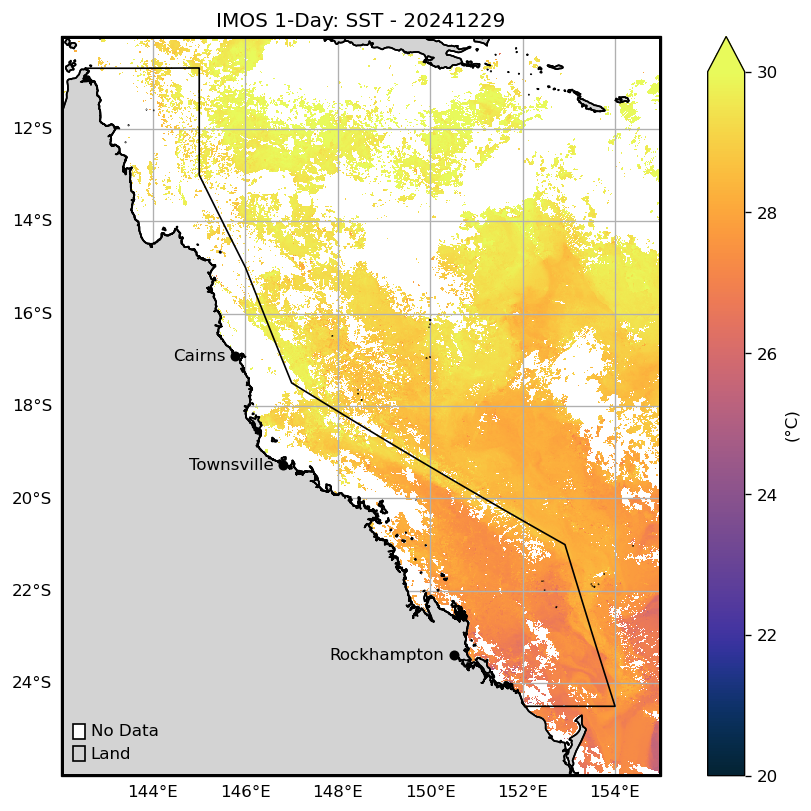 IMOS 1-Day: SST - 20241229
12°S
14°S
16°S
18°S
20°S
22°S
24°S
Cairns
Townsville
Rockhampton
No Data
Land
144°E 146°E 148°E 150°E 152°E 154°E
30
28
26
24
22
20
(°C)